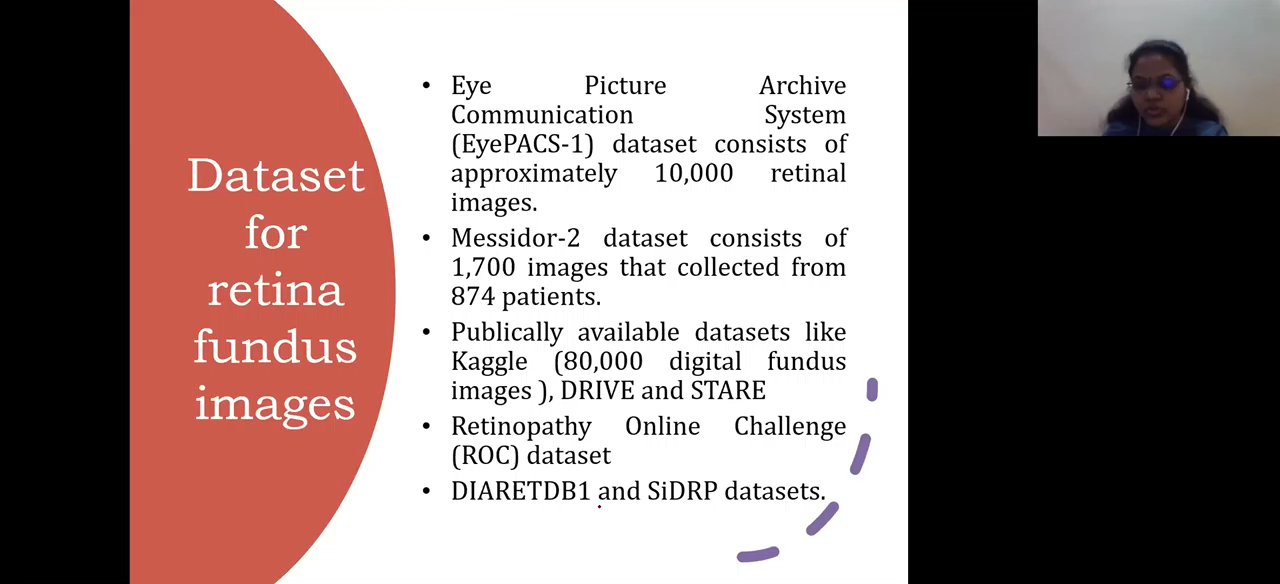 Dataset
for
retina
fundus
images
• Eye Picture Archive
Communication System
(EyePACS-1) dataset consists of
approximately 10,000 retinal
images.
• Messidor-2 dataset consists of
1,700 images that collected from
874 patients.
• Publically available datasets like
Kaggle (80,000 digital fundus
images ), DRIVE and STARE
• Retinopathy Online Challenge
(ROC) dataset
• DIARETDB1 and SiDRP datasets.